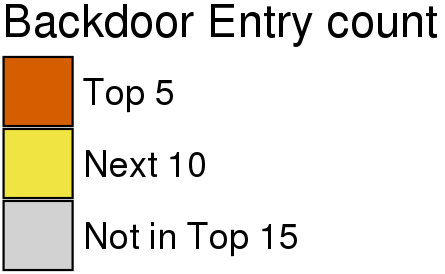 Backdoor Entry count
Top 5
Next 10
Not in Top 15